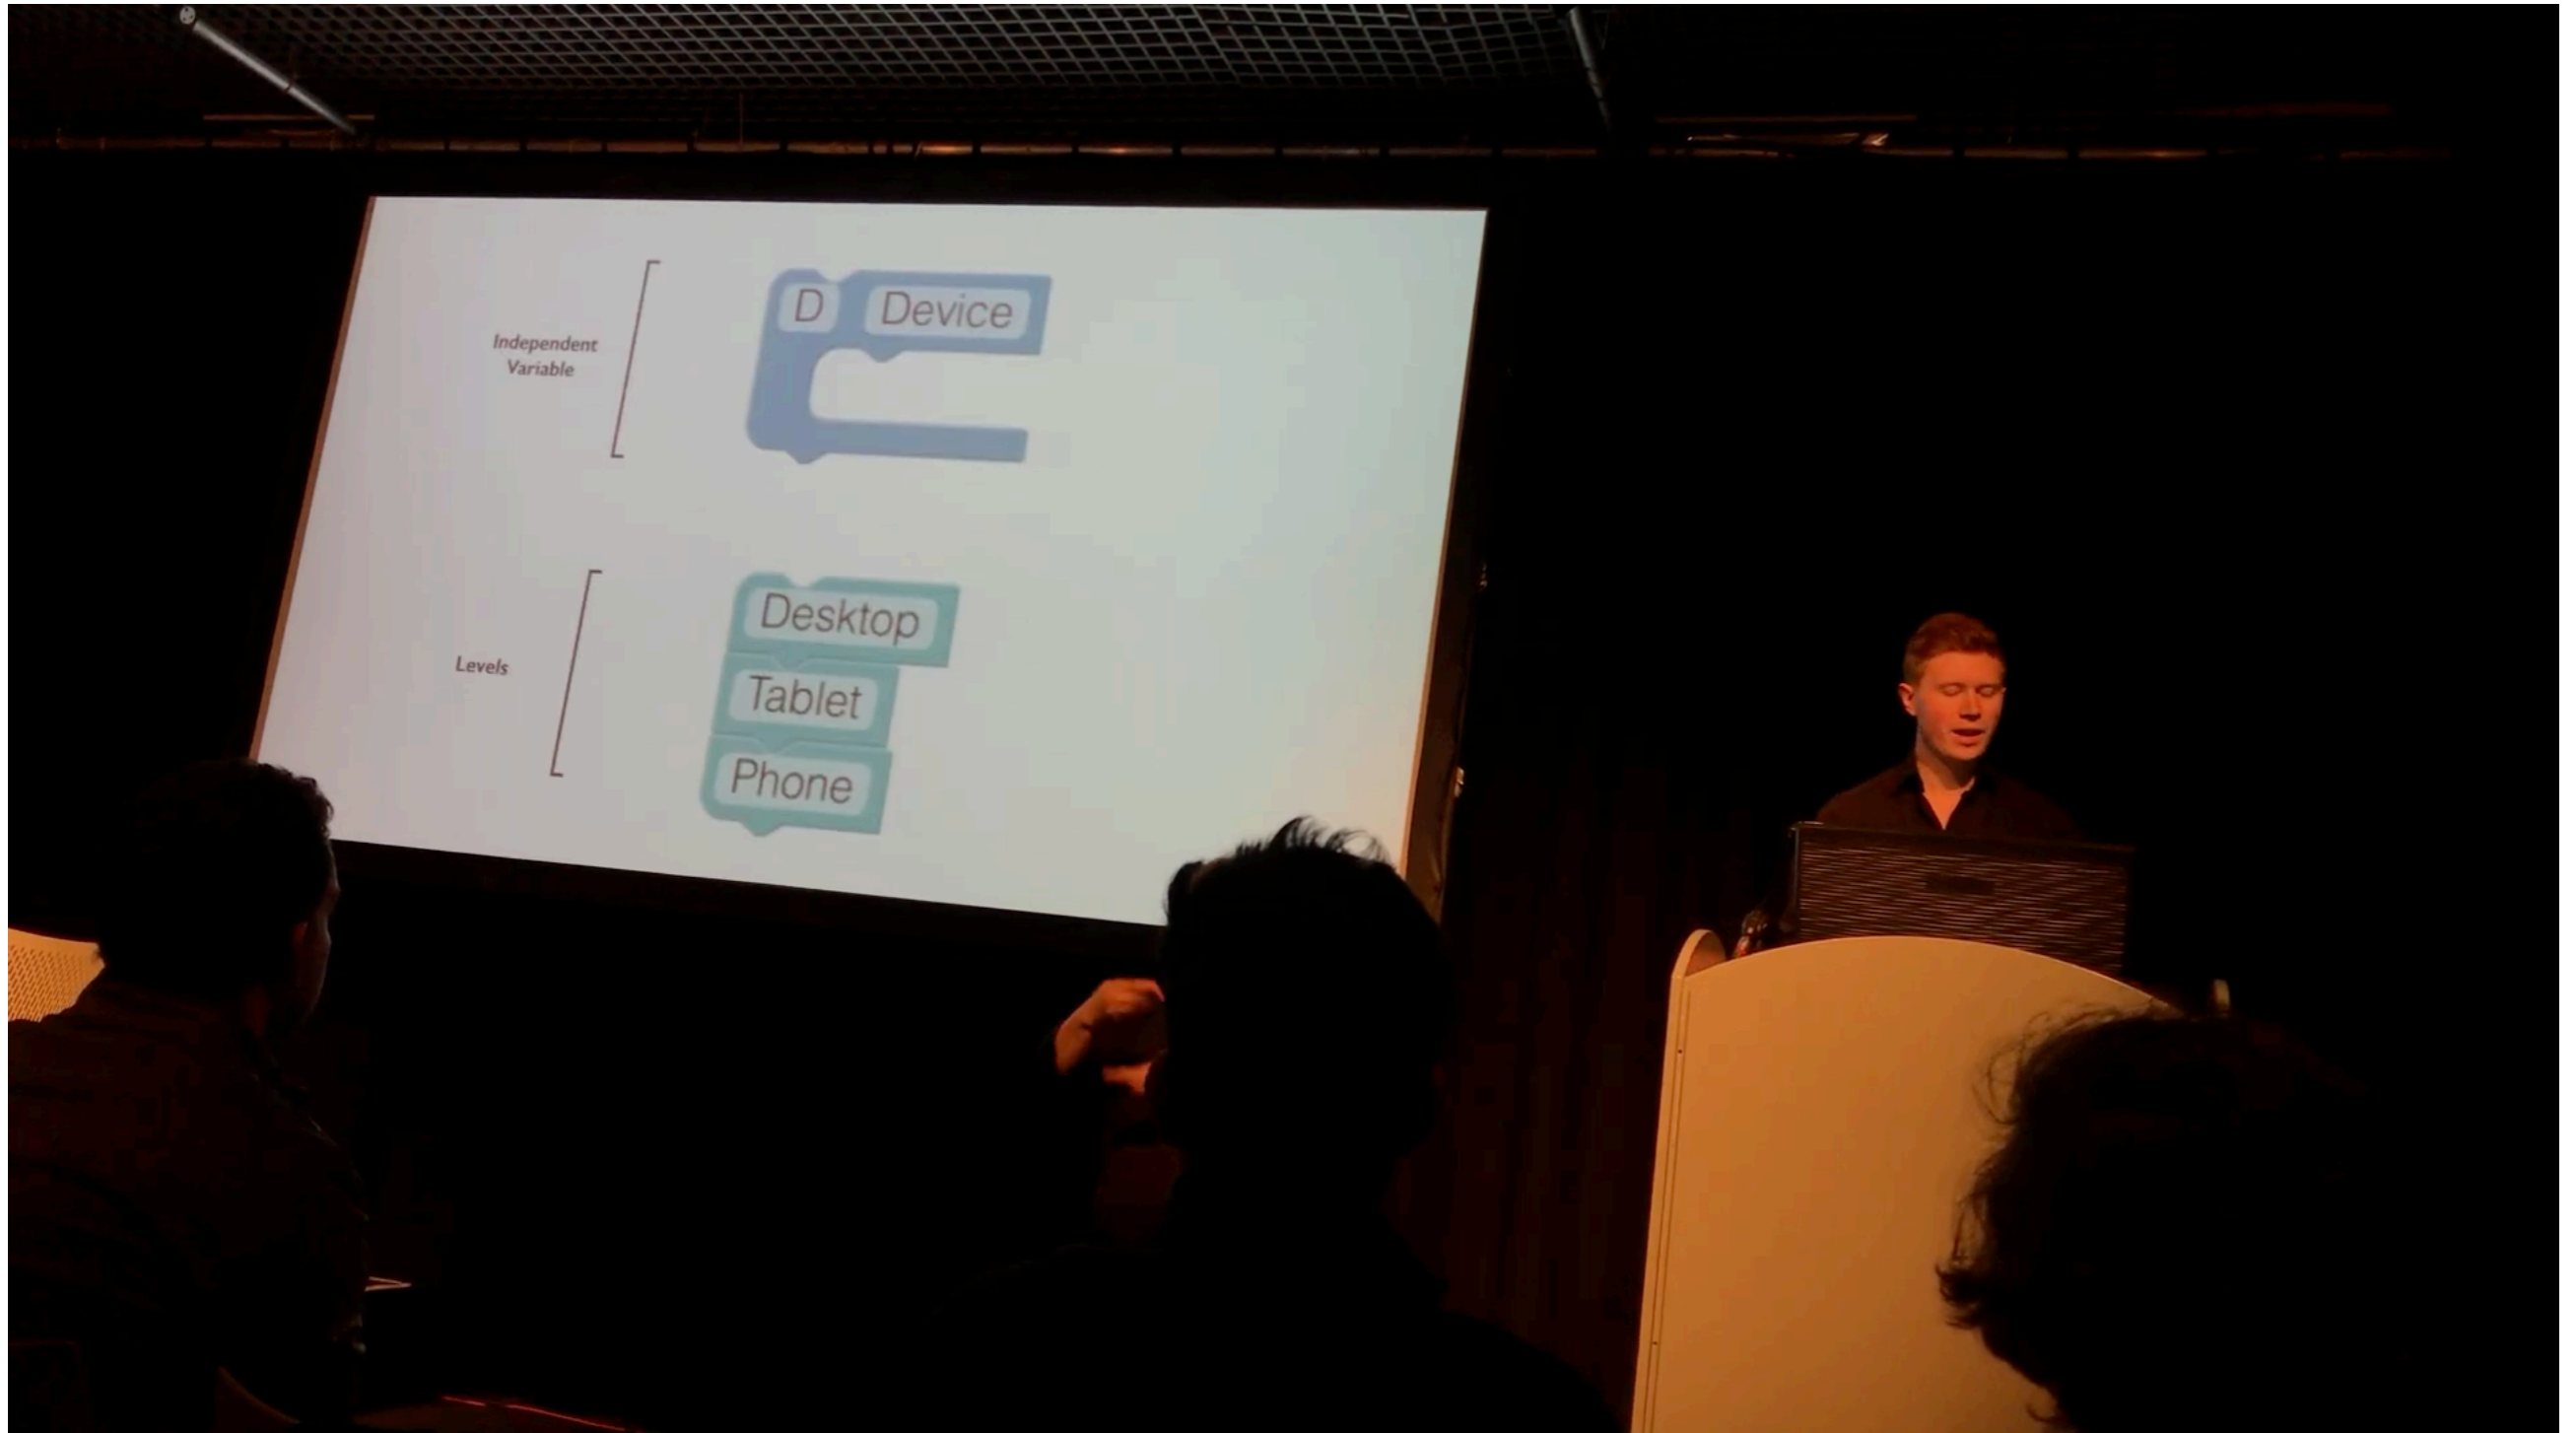 D Device
Independent
Variable
Desktop
Levels
Tablet
Phone